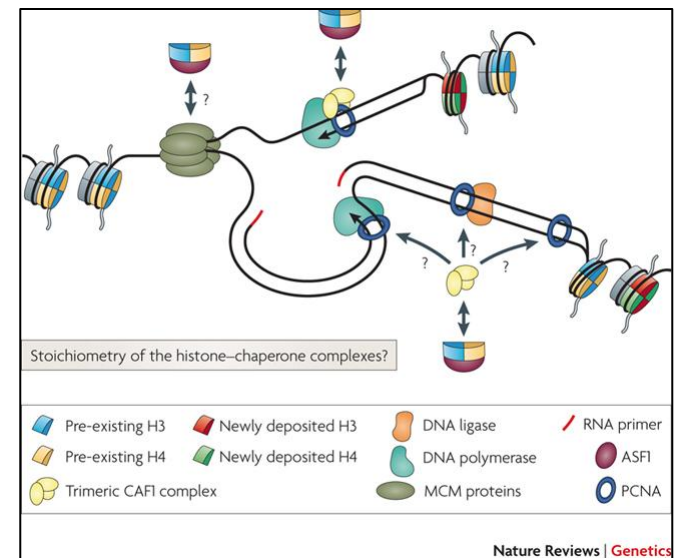 ?
?
?
?
Stoichiometry of the histone–chaperone complexes?
Pre-existing H3
Newly deposited H3
DNA ligase
RNA primer
Pre-existing H4
Newly deposited H4
DNA polymerase
ASF1
Trimeric CAF1 complex
MCM proteins
PCNA
Nature Reviews | Genetics